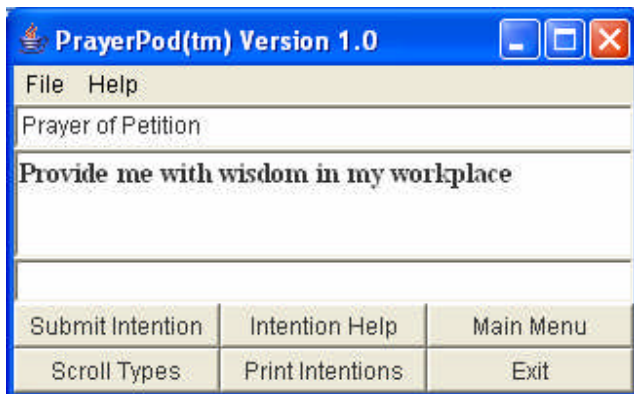 PrayerPod(tm) Version 1.0
File Help
Prayer of Petition
Provide me with wisdom in my workplace
Submit Intention Intention Help Main Menu
Scroll Types Print Intentions Exit